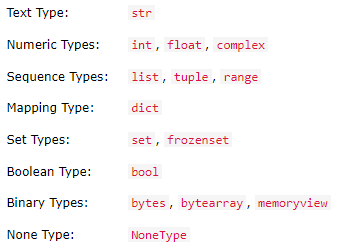 Text Type: str
Numeric Types: int, float, complex
Sequence Types: list, tuple, range
Mapping Type: dict
Set Types: set, frozenset
Boolean Type: bool
Binary Types: bytes, bytearray, memoryview
None Type: NoneType